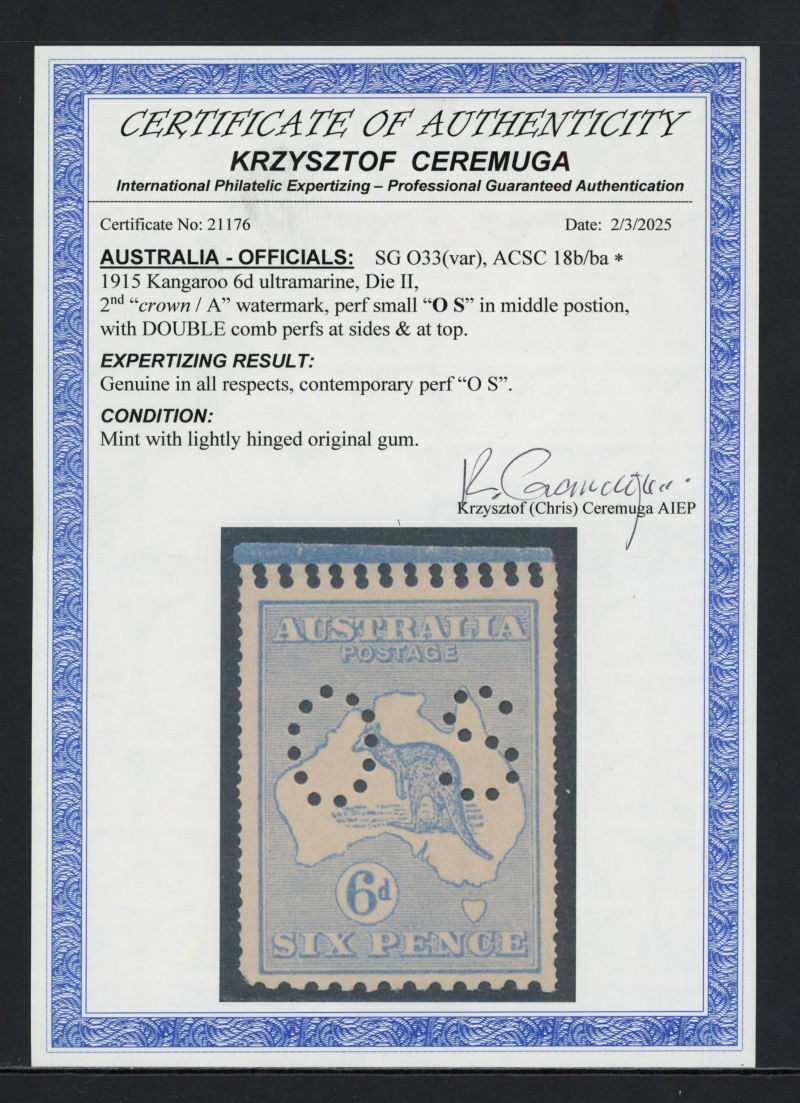 CERTIFICATE OF AUTHENTICITY
KRZYSZTOF CEREMUGA
International Philatelic Expertizing – Professional Guaranteed Authentication
Certificate No: 21176 Date: 2/3/2025
AUSTRALIA - OFFICIALS: SG O33(var), ACSC 18b/ba *
1915 Kangaroo 6d ultramarine, Die II,
2nd “crown / A” watermark, perf small “O S” in middle postion,
with DOUBLE comb perfs at sides & at top.
EXPERTIZING RESULT:
Genuine in all respects, contemporary perf “O S”.
CONDITION:
Mint with lightly hinged original gum.
K. Ceremuga
Krzysztof (Chris) Ceremuga AIEP
AUSTRALIA
POSTAGE
OS
6d
SIX PENCE